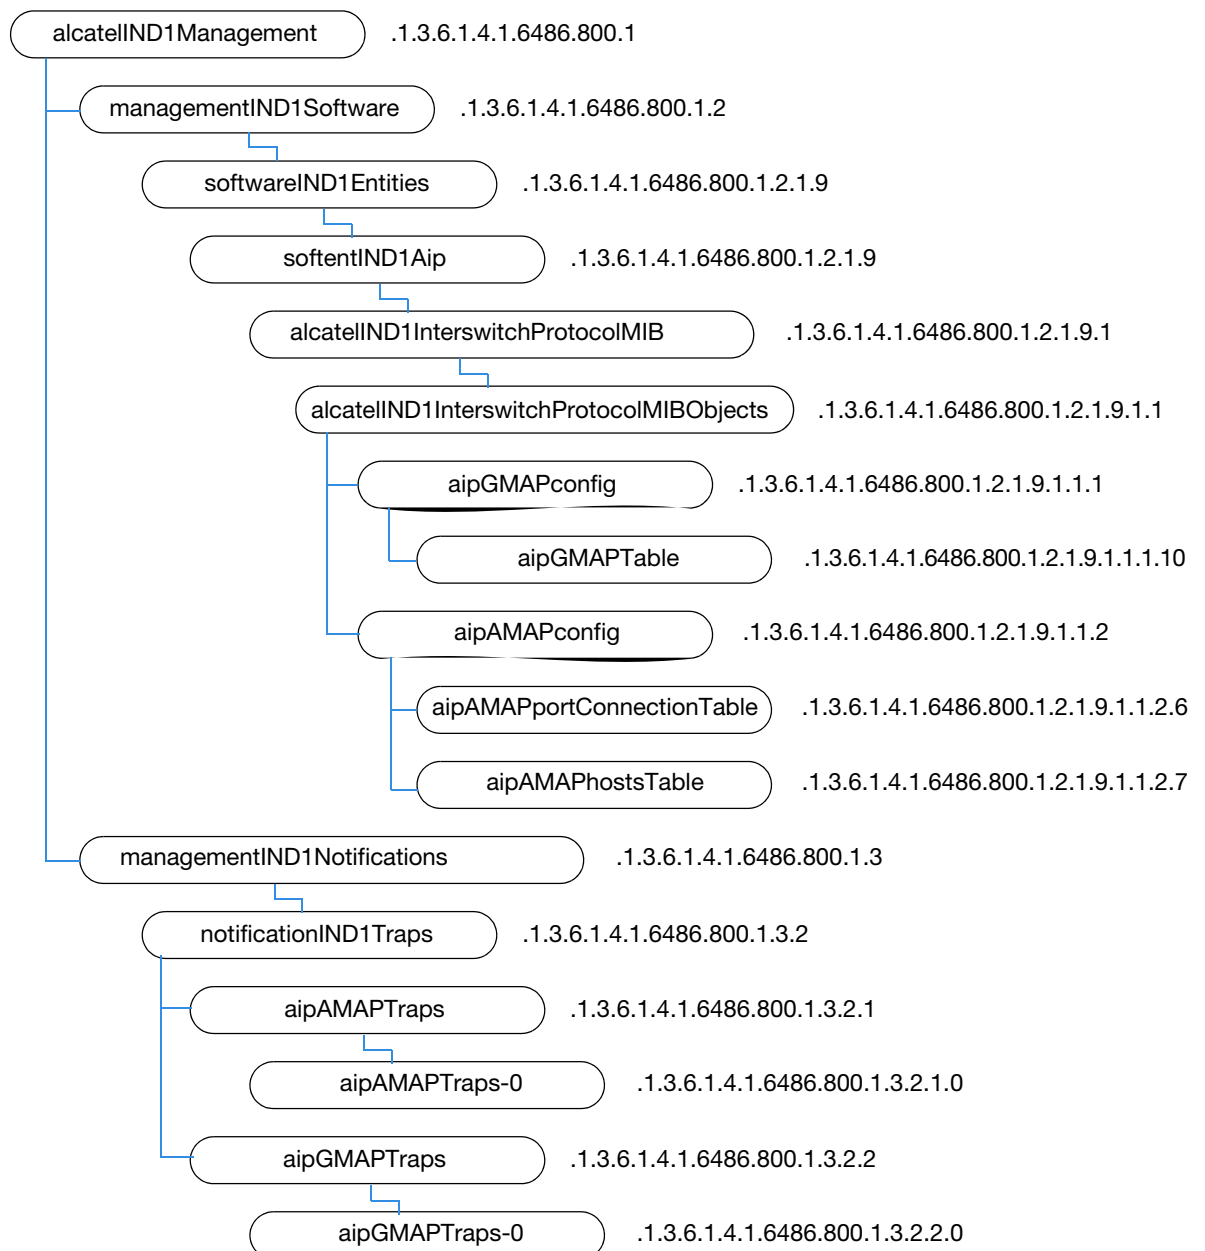 alcatelIND1Management .1.3.6.1.4.1.6486.800.1
managementIND1Software .1.3.6.1.4.1.6486.800.1.2
softwareIND1Entities .1.3.6.1.4.1.6486.800.1.2.1.9
softentIND1Aip .1.3.6.1.4.1.6486.800.1.2.1.9
alcatelIND1InterswitchProtocolMIB .1.3.6.1.4.1.6486.800.1.2.1.9.1
alcatelIND1InterswitchProtocolMIBObjects .1.3.6.1.4.1.6486.800.1.2.1.9.1.1
aipGMAPconfig .1.3.6.1.4.1.6486.800.1.2.1.9.1.1.1
aipGMAPTable .1.3.6.1.4.1.6486.800.1.2.1.9.1.1.1.10
aipAMAPconfig .1.3.6.1.4.1.6486.800.1.2.1.9.1.1.2
aipAMAPportConnectionTable .1.3.6.1.4.1.6486.800.1.2.1.9.1.1.2.6
aipAMAPhostsTable .1.3.6.1.4.1.6486.800.1.2.1.9.1.1.2.7
managementIND1Notifications .1.3.6.1.4.1.6486.800.1.3
notificationIND1Traps .1.3.6.1.4.1.6486.800.1.3.2
aipAMAPTraps .1.3.6.1.4.1.6486.800.1.3.2.1
aipAMAPTraps-0 .1.3.6.1.4.1.6486.800.1.3.2.1.0
aipGMAPTraps .1.3.6.1.4.1.6486.800.1.3.2.2
aipGMAPTraps-0 .1.3.6.1.4.1.6486.800.1.3.2.2.0